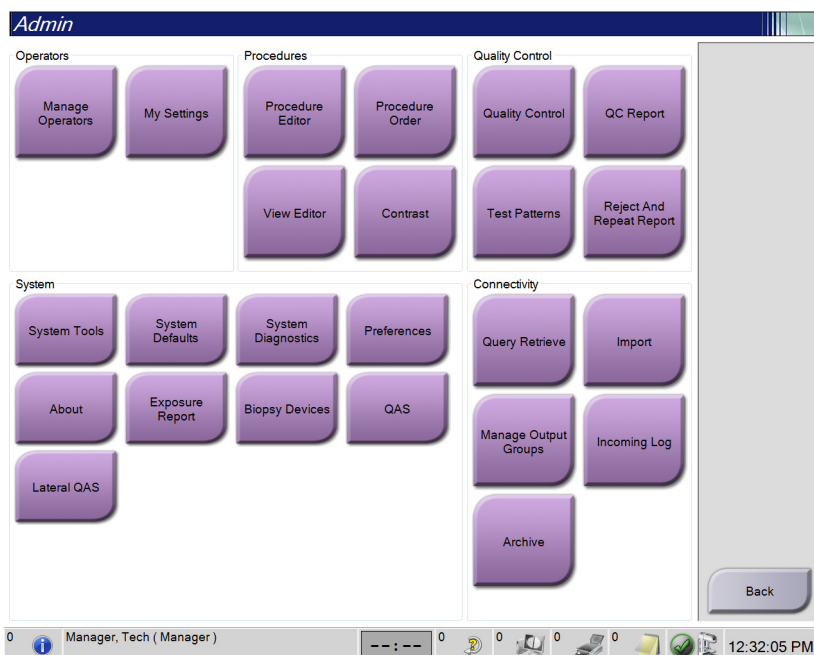 Admin
Operators
Manage
Operators
My Settings
Procedures
Procedure
Editor
Procedure
Order
View Editor
Contrast
Quality Control
Quality Control
QC Report
Test Patterns
Reject And
Repeat Report
System
System Tools
System
Defaults
System
Diagnostics
Preferences
About
Exposure
Report
Biopsy Devices
QAS
Lateral QAS
Connectivity
Query Retrieve
Import
Manage Output
Groups
Incoming Log
Archive
Back
0 Manager, Tech ( Manager ) --:-- 0 0 0 0 12:32:05 PM